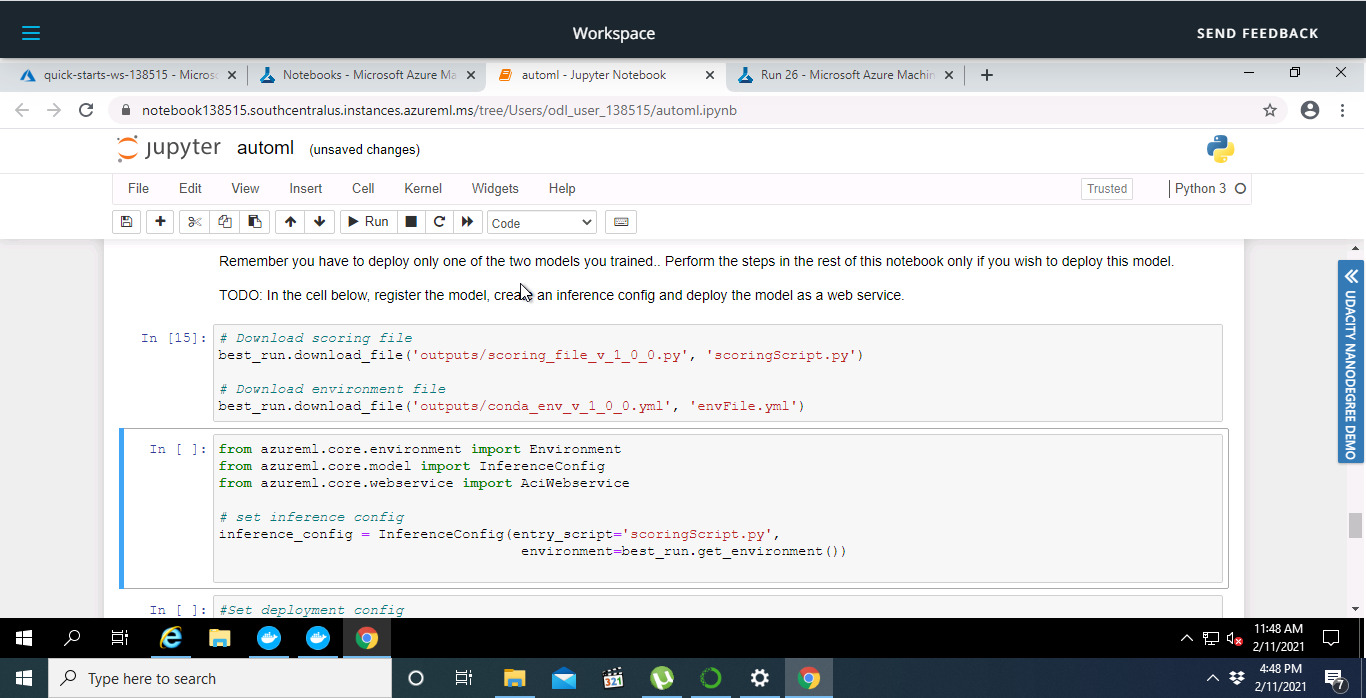 Workspace
SEND FEEDBACK
quick-starts-ws-138515 - Micros
Notebooks - Microsoft Azure Ma
automl - Jupyter Notebook
Run 26 - Microsoft Azure Machin
notebook138515.southcentralus.instances.azureml.ms/tree/Users/odl_user_138515/automl.ipynb
jupyter automl (unsaved changes)
File Edit View Insert Cell Kernel Widgets Help
Trusted
Python 3
Run
Code
Remember you have to deploy only one of the two models you trained.. Perform the steps in the rest of this notebook only if you wish to deploy this model.
TODO: In the cell below, register the model, create an inference config and deploy the model as a web service.
In [15]: # Download scoring file
best_run.download_file('outputs/scoring_file_v_1_0_0.py', 'scoringScript.py')
# Download environment file
best_run.download_file('outputs/conda_env_v_1_0_0.yml', 'envFile.yml')
In [ ]: from azureml.core.environment import Environment
from azureml.core.model import InferenceConfig
from azureml.core.webservice import AciWebservice
# set inference config
inference_config = InferenceConfig(entry_script='scoringScript.py',
environment=best_run.get_environment())
In [ ]: #Set deployment config
UDACITY NANODEGREE DEMO
11:48 AM
2/11/2021
Type here to search
321
4:48 PM
2/11/2021
7